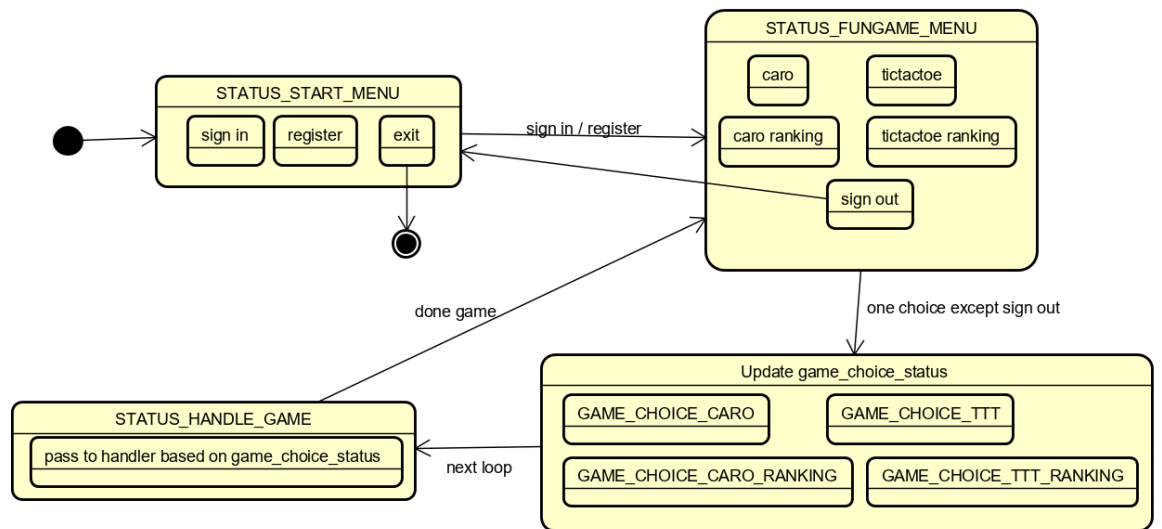 STATUS_FUNGAME_MENU
caro
tictactoe
caro ranking
tictactoe ranking
sign out
STATUS_START_MENU
sign in
register
exit
sign in / register
one choice except sign out
done game
Update game_choice_status
GAME_CHOICE_CARO
GAME_CHOICE_TTT
GAME_CHOICE_CARO_RANKING
GAME_CHOICE_TTT_RANKING
next loop
STATUS_HANDLE_GAME
pass to handler based on game_choice_status